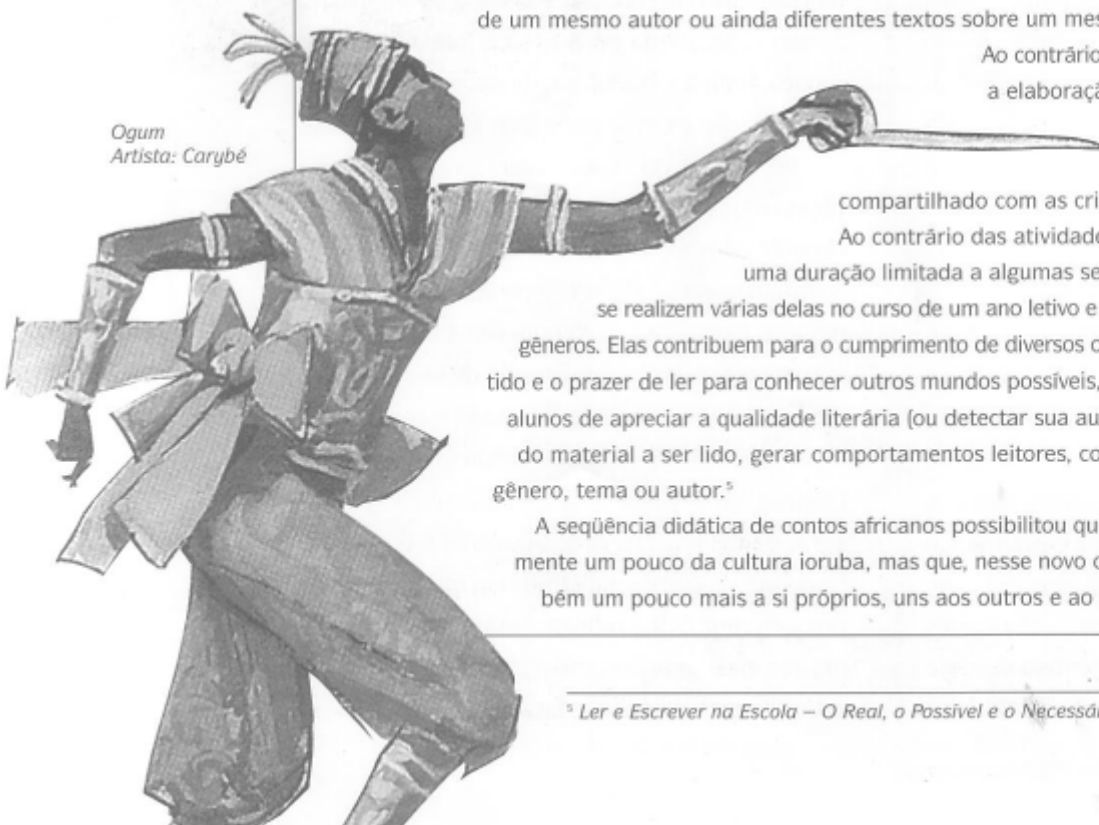 de um mesmo autor ou ainda diferentes textos sobre um mes
Ao contrário
a elaboraçã
Ogum
Artista: Carybé
compartilhado com as cri
Ao contrário das atividade
uma duração limitada a algumas se
se realizem várias delas no curso de um ano letivo e
gêneros. Elas contribuem para o cumprimento de diversos o
tido e o prazer de ler para conhecer outros mundos possíveis,
alunos de apreciar a qualidade literária (ou detectar sua au
do material a ser lido, gerar comportamentos leitores, co
gênero, tema ou autor.⁵
A seqüência didática de contos africanos possibilitou qu
mente um pouco da cultura ioruba, mas que, nesse novo c
bém um pouco mais a si próprios, uns aos outros e ao
⁵ Ler e Escrever na Escola – O Real, o Possível e o Necessár